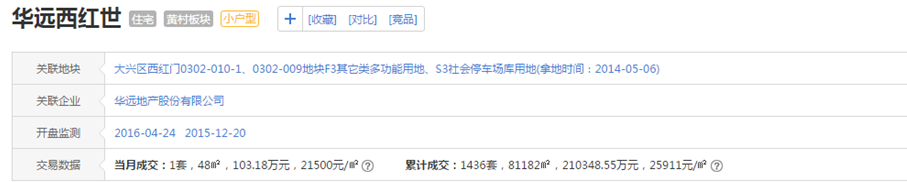 华远西红世 住宅 黄村板块 小户型 + [收藏] [对比] [竞品]
关联地块 大兴区西红门0302-010-1、0302-009地块F3其它类多功能用地、S3社会停车场库用地(拿地时间：2014-05-06)
关联企业 华远地产股份有限公司
开盘监测 2016-04-24 2015-12-20
交易数据 当月成交：1套，48㎡，103.18万元，21500元/㎡ ? 累计成交：1436套，81182㎡，210348.55万元，25911元/㎡ ?